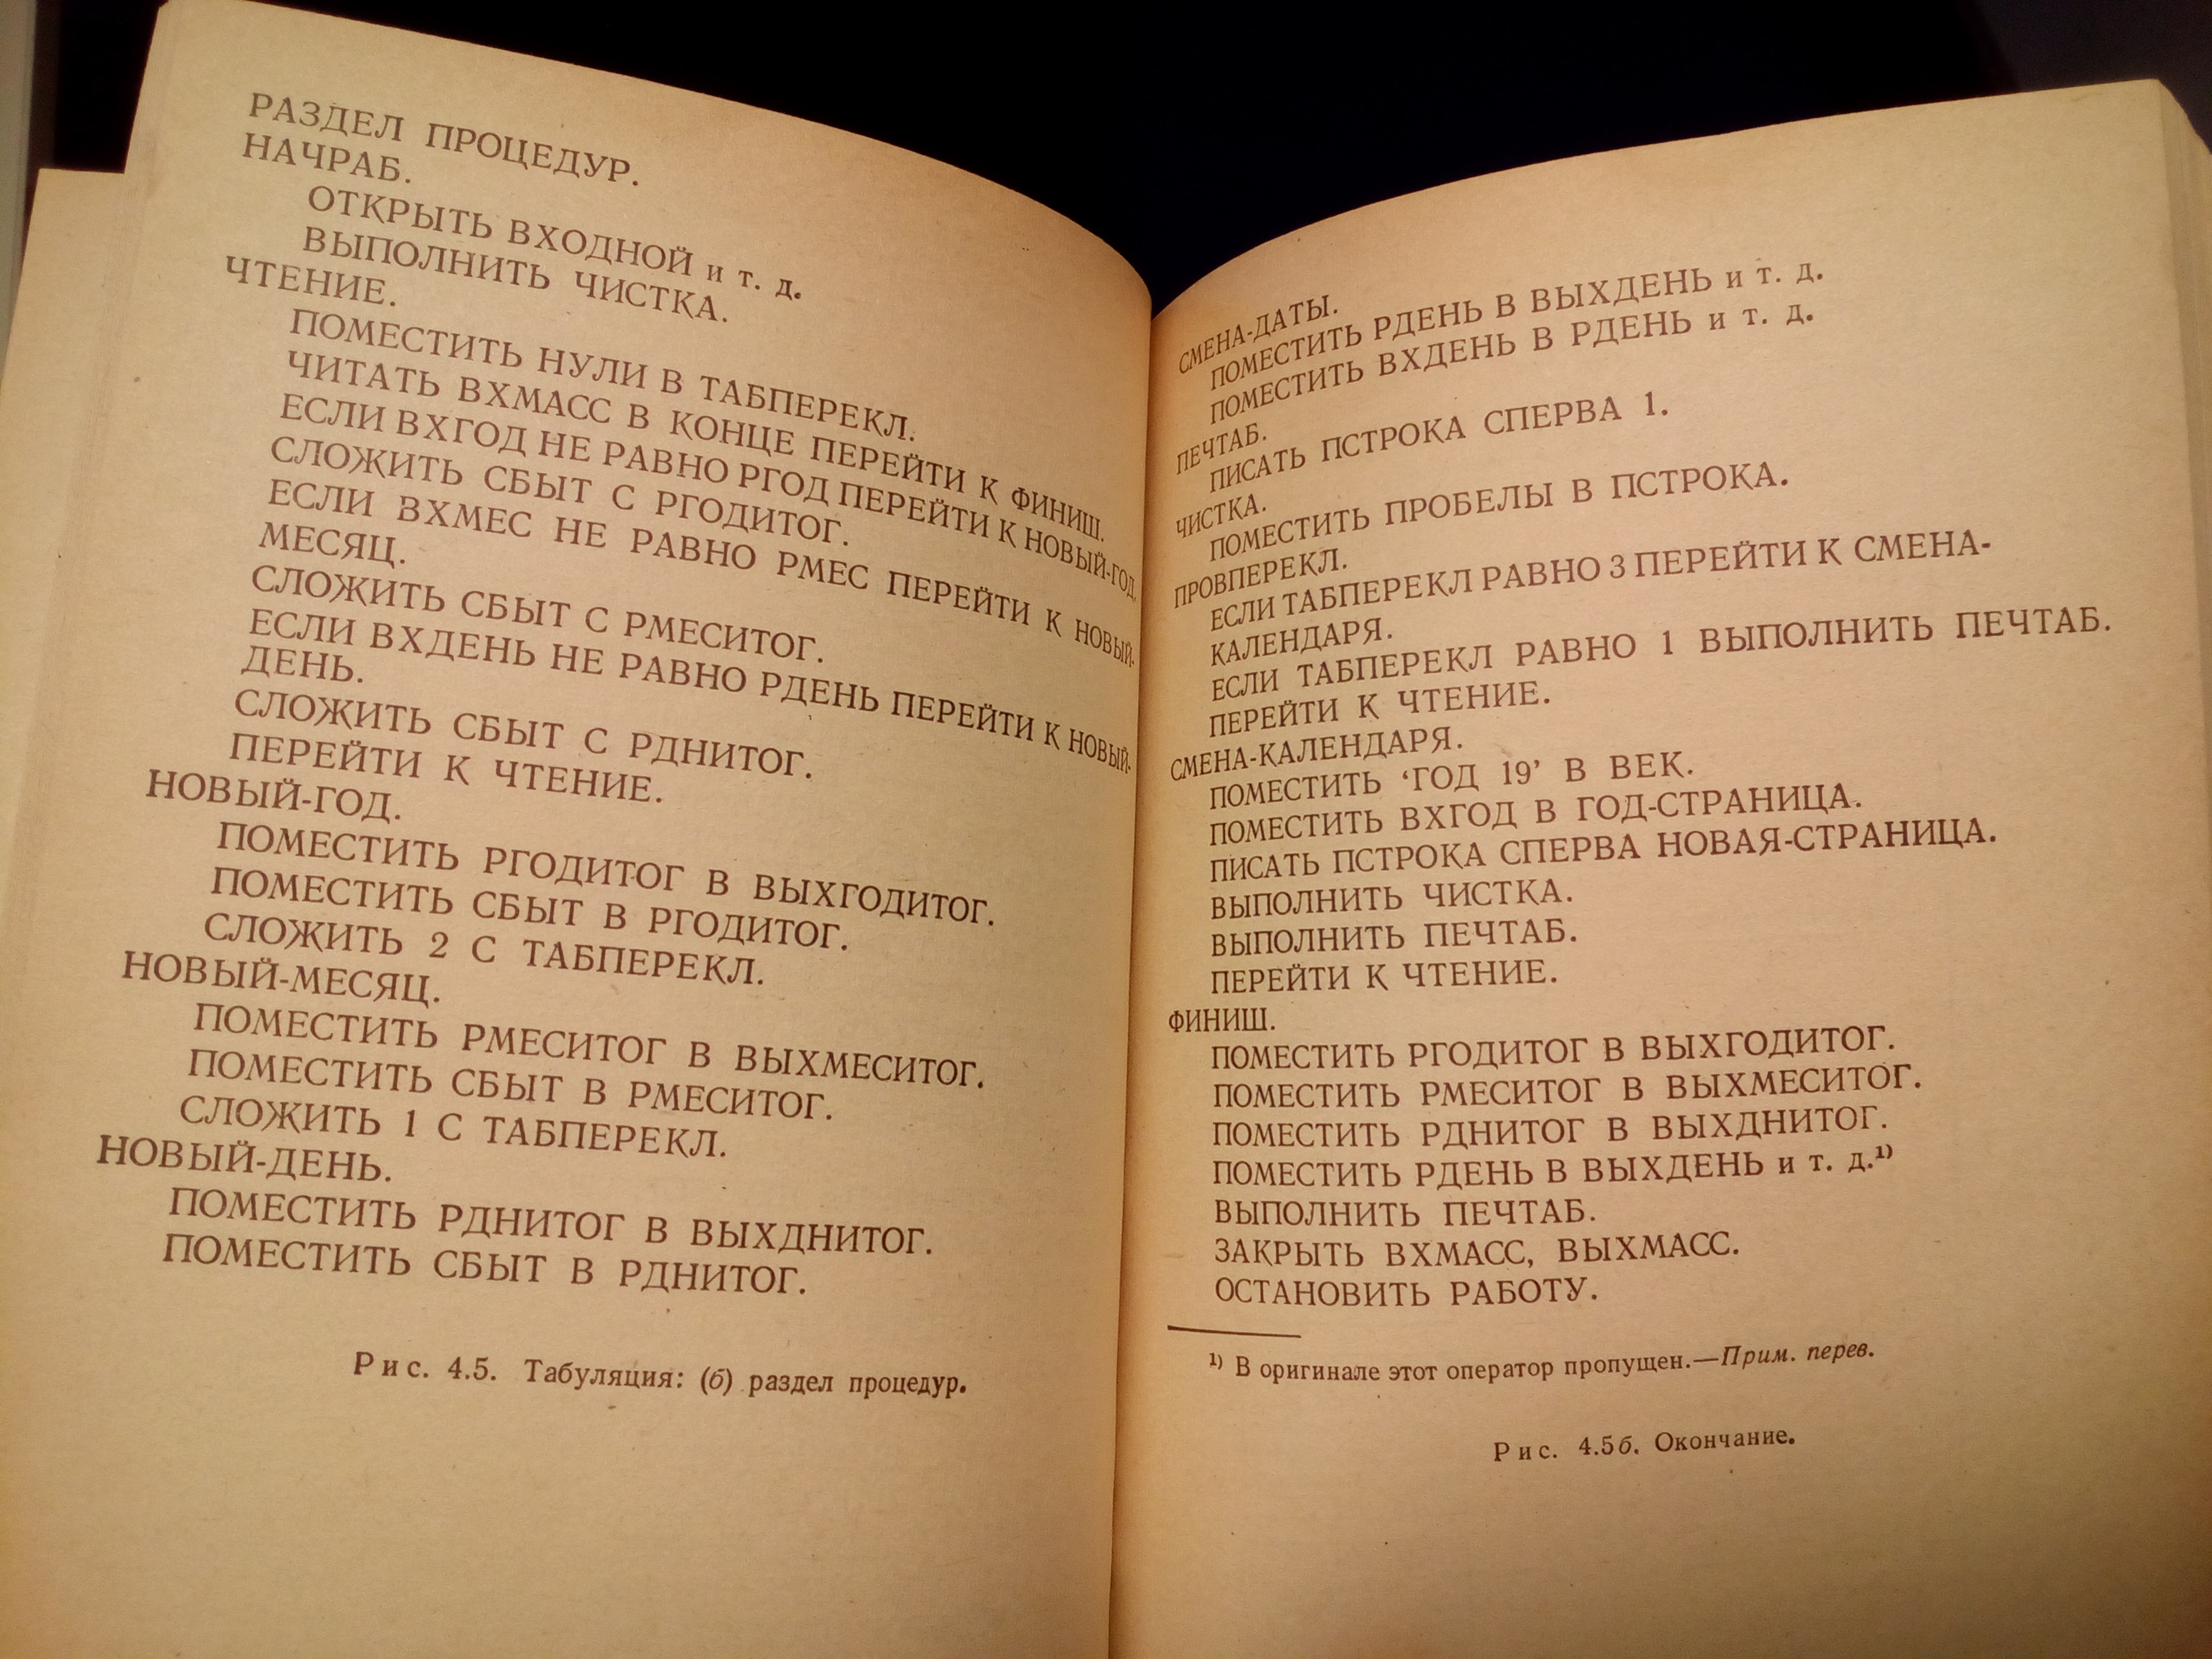 РАЗДЕЛ ПРОЦЕДУР.
НАЧРАБ.
ОТКРЫТЬ ВХОДНОЙ и т. д.
ВЫПОЛНИТЬ ЧИСТКА.
ЧТЕНИЕ.
ПОМЕСТИТЬ НУЛИ В ТАБПЕРЕКЛ.
ЧИТАТЬ ВХМАСС В КОНЦЕ ПЕРЕЙТИ К ФИНИШ.
ЕСЛИ ВХГОД НЕ РАВНО РГОД ПЕРЕЙТИ К НОВЫЙ-ГОД.
СЛОЖИТЬ СБЫТ С РГОДИТОГ.
ЕСЛИ ВХМЕС НЕ РАВНО РМЕС ПЕРЕЙТИ К НОВЫЙ-
МЕСЯЦ.
СЛОЖИТЬ СБЫТ С РМЕСИТОГ.
ЕСЛИ ВХДЕНЬ НЕ РАВНО РДЕНЬ ПЕРЕЙТИ К НОВЫЙ-
ДЕНЬ.
СЛОЖИТЬ СБЫТ С РДНИТОГ.
ПЕРЕЙТИ К ЧТЕНИЕ.
НОВЫЙ-ГОД.
ПОМЕСТИТЬ РГОДИТОГ В ВЫХГОДИТОГ.
ПОМЕСТИТЬ СБЫТ В РГОДИТОГ.
СЛОЖИТЬ 2 С ТАБПЕРЕКЛ.
НОВЫЙ-МЕСЯЦ.
ПОМЕСТИТЬ РМЕСИТОГ В ВЫХМЕСИТОГ.
ПОМЕСТИТЬ СБЫТ В РМЕСИТОГ.
СЛОЖИТЬ 1 С ТАБПЕРЕКЛ.
НОВЫЙ-ДЕНЬ.
ПОМЕСТИТЬ РДНИТОГ В ВЫХДНИТОГ.
ПОМЕСТИТЬ СБЫТ В РДНИТОГ.
Рис. 4.5. Табуляция: (б) раздел процедур.
СМЕНА-ДАТЫ.
ПОМЕСТИТЬ РДЕНЬ В ВЫХДЕНЬ и т. д.
ПОМЕСТИТЬ ВХДЕНЬ В РДЕНЬ и т. д.
ПЕЧТАБ.
ПИСАТЬ ПСТРОКА СПЕРВА 1.
ЧИСТКА.
ПОМЕСТИТЬ ПРОБЕЛЫ В ПСТРОКА.
ПРОВПЕРЕКЛ.
ЕСЛИ ТАБПЕРЕКЛ РАВНО 3 ПЕРЕЙТИ К СМЕНА-
КАЛЕНДАРЯ.
ЕСЛИ ТАБПЕРЕКЛ РАВНО 1 ВЫПОЛНИТЬ ПЕЧТАБ.
ПЕРЕЙТИ К ЧТЕНИЕ.
СМЕНА-КАЛЕНДАРЯ.
ПОМЕСТИТЬ ‘ГОД 19’ В ВЕК.
ПОМЕСТИТЬ ВХГОД В ГОД-СТРАНИЦА.
ПИСАТЬ ПСТРОКА СПЕРВА НОВАЯ-СТРАНИЦА.
ВЫПОЛНИТЬ ЧИСТКА.
ВЫПОЛНИТЬ ПЕЧТАБ.
ПЕРЕЙТИ К ЧТЕНИЕ.
ФИНИШ.
ПОМЕСТИТЬ РГОДИТОГ В ВЫХГОДИТОГ.
ПОМЕСТИТЬ РМЕСИТОГ В ВЫХМЕСИТОГ.
ПОМЕСТИТЬ РДНИТОГ В ВЫХДНИТОГ.
ПОМЕСТИТЬ РДЕНЬ В ВЫХДЕНЬ и т. д.¹⁾
ВЫПОЛНИТЬ ПЕЧТАБ.
ЗАКРЫТЬ ВХМАСС, ВЫХМАСС.
ОСТАНОВИТЬ РАБОТУ.
¹⁾ В оригинале этот оператор пропущен.—Прим. перев.
Рис. 4.5б. Окончание.